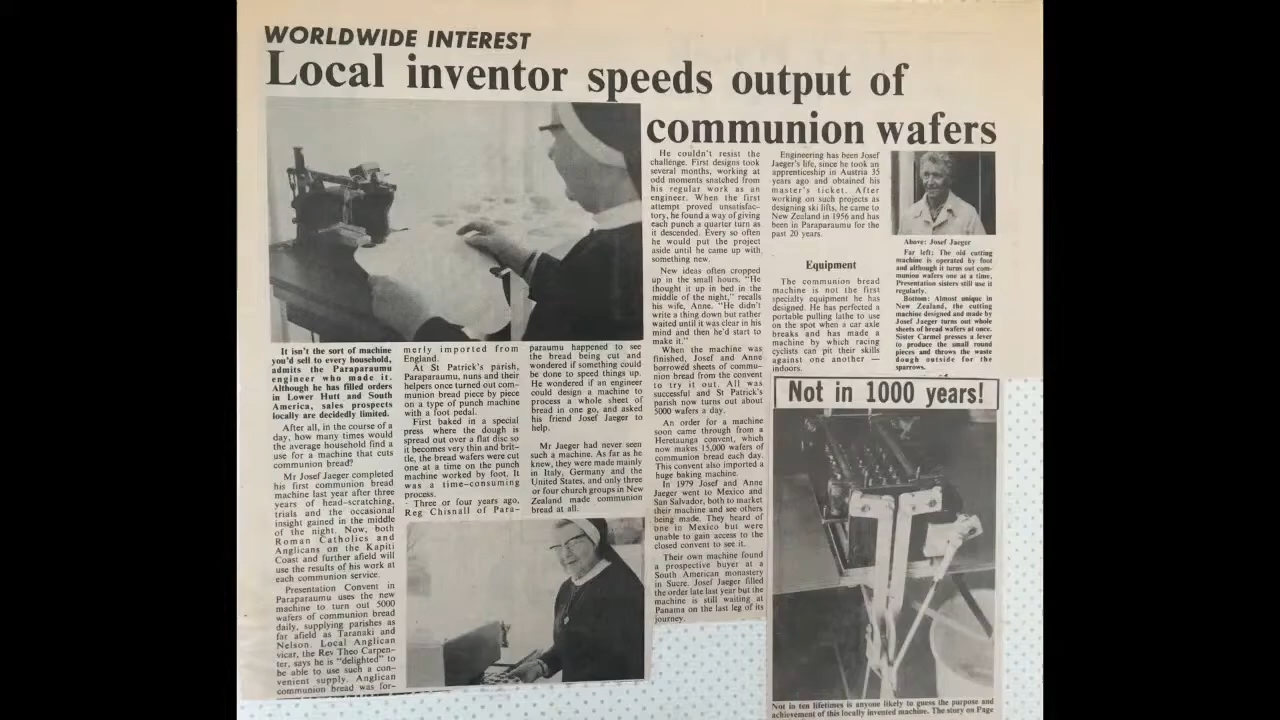 WORLDWIDE INTEREST
Local inventor speeds output of
communion wafers
It isn't the sort of machine
you'd sell to every household,
admits the Paraparaumu
engineer who made it.
Although he has filled orders
in Lower Hutt and South
America, sales prospects
locally are decidedly limited.
After all, in the course of a
day, how many times would
the average household find a
use for a machine that cuts
communion bread?
Mr Josef Jaeger completed
his first communion bread
machine last year after three
years of head-scratching,
trials and the occasional
insight gained in the middle
of the night. Now, both
Roman Catholics and
Anglicans on the Kapiti
Coast and further afield will
use the results of his work at
each communion service.
Presentation Convent in
Paraparaumu uses the new
machine to turn out 5000
wafers of communion bread
daily, supplying parishes as
far afield as Taranaki and
Nelson. Local Anglican
vicar, the Rev Theo Carpen-
ter, says he is "delighted" to
be able to use such a con-
venient supply. Anglican
communion bread was for-
merly imported from
England.
At St Patrick's parish,
Paraparaumu, nuns and their
helpers once turned out com-
munion bread piece by piece
on a type of punch machine
with a foot pedal.
First baked in a special
press where the dough is
spread out over a flat disc so
it becomes very thin and brit-
tle, the bread wafers were cut
one at a time on the punch
machine worked by foot. It
was a time-consuming
process.
Three or four years ago,
Reg Chisnall of Para-
paraumu happened to see
the bread being cut and
wondered if something could
be done to speed things up.
He wondered if an engineer
could design a machine to
process a whole sheet of
bread in one go, and asked
his friend Josef Jaeger to
help.
Mr Jaeger had never seen
such a machine. As far as he
knew, they were made mainly
in Italy, Germany and the
United States, and only three
or four church groups in New
Zealand made communion
bread at all.
He couldn't resist the
challenge. First designs took
several months, working at
odd moments snatched from
his regular work as an
engineer. When the first
attempt proved unsatisfac-
tory, he found a way of giving
each punch a quarter turn as
it descended. Every so often
he would put the project
aside until he came up with
something new.
New ideas often cropped
up in the small hours. "He
thought it up in bed in the
middle of the night," recalls
his wife, Anne. "He didn't
write a thing down but rather
waited until it was clear in his
mind and then he'd start to
make it."
When the machine was
finished, Josef and Anne
borrowed sheets of commu-
nion bread from the convent
to try it out. All was
successful and St Patrick's
parish now turns out about
5000 wafers a day.
An order for a machine
soon came through from a
Heretaunga convent, which
now makes 15,000 wafers of
communion bread each day.
This convent also imported a
huge baking machine.
In 1979 Josef and Anne
Jaeger went to Mexico and
San Salvador, both to market
their machine and see others
being made. They heard of
one in Mexico but were
unable to gain access to the
closed convent to see it.
Their own machine found
a prospective buyer at a
South American monastery
in Sucre. Josef Jaeger filled
the order late last year but the
machine is still waiting at
Panama on the last leg of its
journey.
Engineering has been Josef
Jaeger's life, since he took an
apprenticeship in Austria 35
years ago and obtained his
master's ticket. After
working on such projects as
designing ski lifts, he came to
New Zealand in 1956 and has
been in Paraparaumu for the
past 20 years.
Equipment
The communion bread
machine is not the first
specialty equipment he has
designed. He has perfected a
portable pulling lathe to use
on the spot when a car axle
breaks and has made a
machine by which racing
cyclists can pit their skills
against one another —
indoors.
Above: Josef Jaeger
Far left: The old cutting
machine is operated by foot
and although it turns out com-
munion wafers one at a time,
Presentation sisters still use it
regularly.
Bottom: Almost unique in
New Zealand, the cutting
machine designed and made by
Josef Jaeger turns out whole
sheets of bread wafers at once.
Sister Carmel presses a lever
to produce the small round
pieces and throws the waste
dough outside for the
sparrows.
Not in 1000 years!
Not in ten lifetimes is anyone likely to guess the purpose and
achievement of this locally invented machine. The story on Page